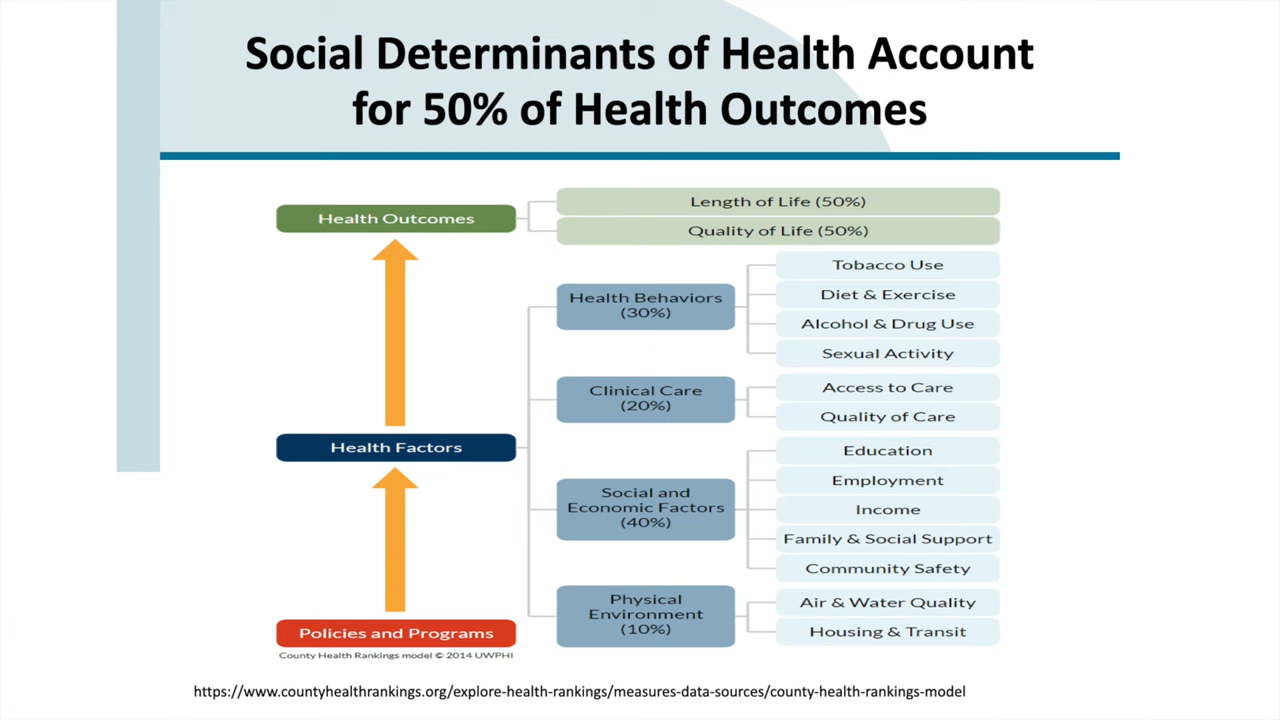 Social Determinants of Health Account
for 50% of Health Outcomes
Health Outcomes
Length of Life (50%)
Quality of Life (50%)
Health Factors
Health Behaviors
(30%)
Tobacco Use
Diet & Exercise
Alcohol & Drug Use
Sexual Activity
Clinical Care
(20%)
Access to Care
Quality of Care
Social and
Economic Factors
(40%)
Education
Employment
Income
Family & Social Support
Community Safety
Physical
Environment
(10%)
Air & Water Quality
Housing & Transit
Policies and Programs
County Health Rankings model © 2014 UWPHI
https://www.countyhealthrankings.org/explore-health-rankings/measures-data-sources/county-health-rankings-model